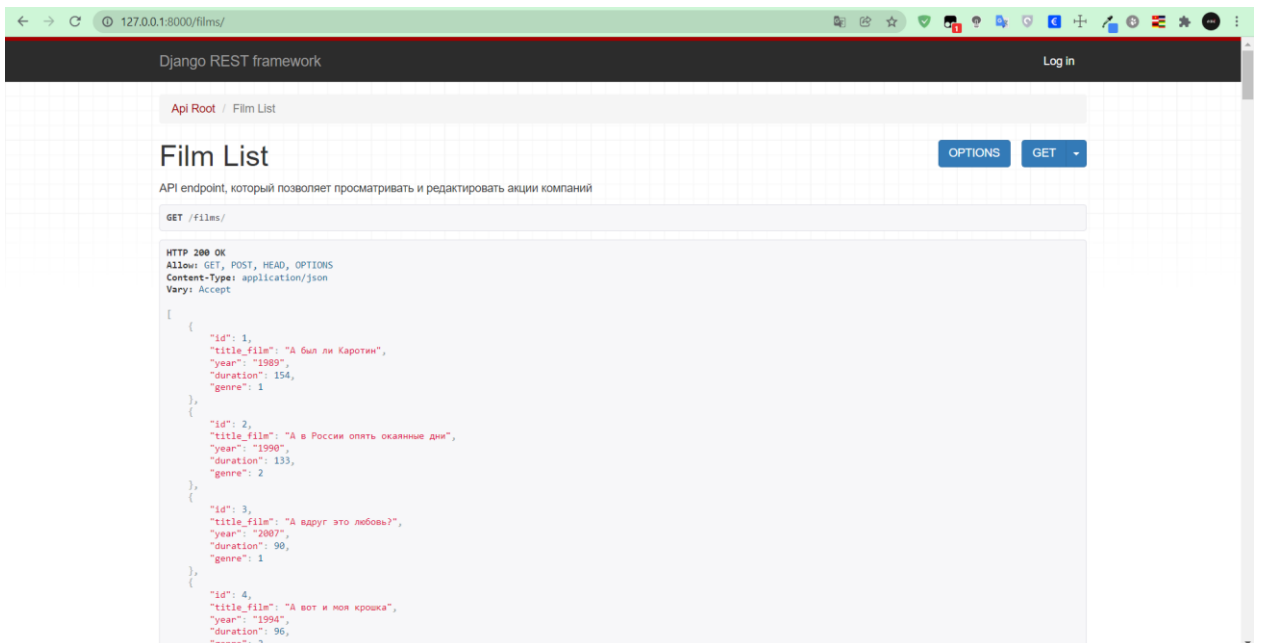 127.0.0.1:8000/films/
1
Django REST framework
Log in
Api Root / Film List
Film List
OPTIONS
GET
API endpoint, который позволяет просматривать и редактировать акции компаний
GET /films/
HTTP 200 OK
Allow: GET, POST, HEAD, OPTIONS
Content-Type: application/json
Vary: Accept
[
{
"id": 1,
"title_film": "А был ли Каротин",
"year": "1989",
"duration": 154,
"genre": 1
},
{
"id": 2,
"title_film": "А в России опять окаянные дни",
"year": "1990",
"duration": 133,
"genre": 2
},
{
"id": 3,
"title_film": "А вдруг это любовь?",
"year": "2007",
"duration": 90,
"genre": 1
},
{
"id": 4,
"title_film": "А вот и моя крошка",
"year": "1994",
"duration": 96,